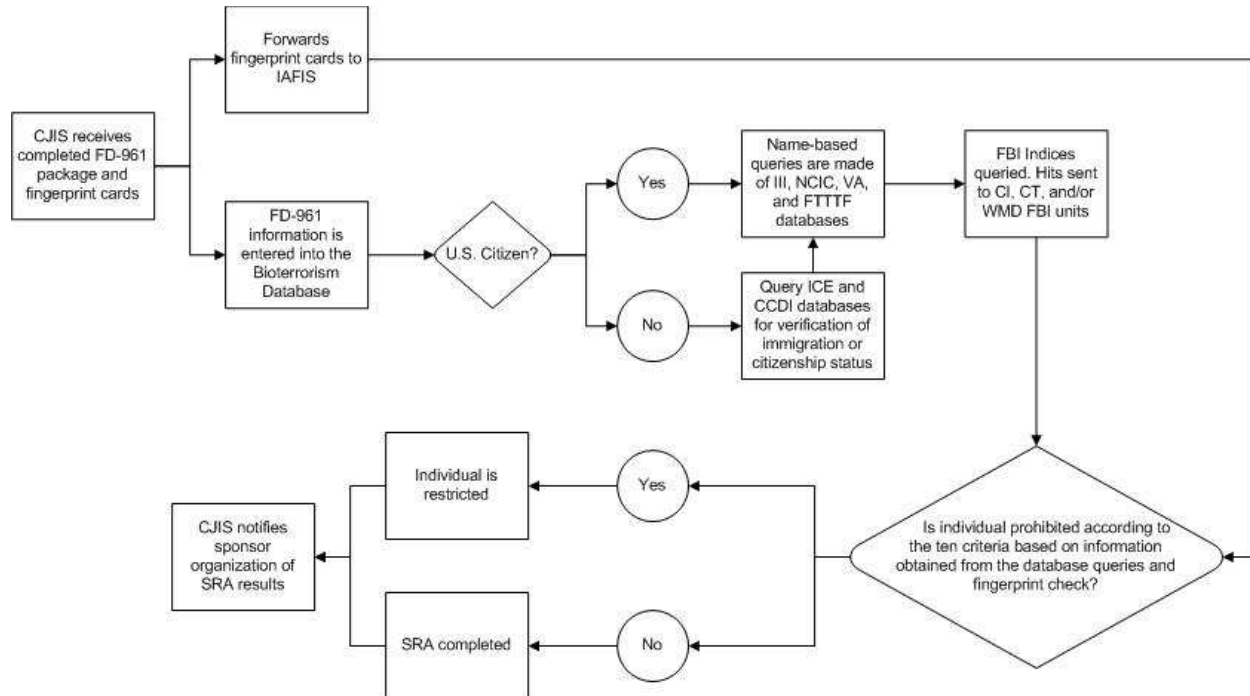 Forwards
fingerprint cards to
IAFIS
CJIS receives
completed FD-961
package and
fingerprint cards
FD-961
information is
entered into the
Bioterrorism
Database
U.S. Citizen?
Yes
No
Name-based
queries are made
of III, NCIC, VA,
and FTTTF
databases
Query ICE and
CCDI databases
for verification of
immigration or
citizenship status
FBI Indices
queried. Hits sent
to CI, CT, and/or
WMD FBI units
Is individual prohibited according to
the ten criteria based on information
obtained from the database queries and
fingerprint check?
Yes
No
Individual is
restricted
SRA completed
CJIS notifies
sponsor
organization of
SRA results